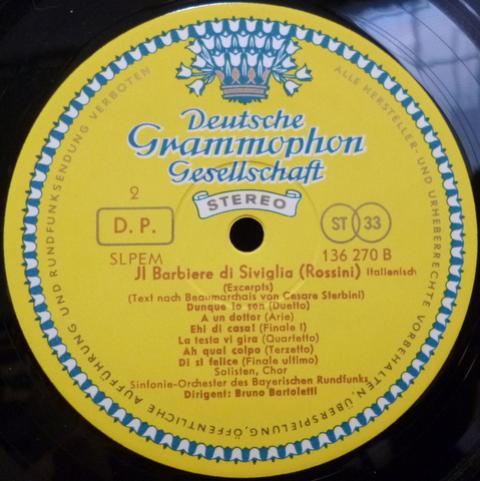 Deutsche
Grammophon
Gesellschaft
STEREO
2
D. P.
ST 33
SLPEM
136 270 B
Jl Barbiere di Siviglia (Rossini) Italienisch
(Excerpts)
(Text nach Beaumarchais von Cesare Sterbini)
Dunque io son (Duetto)
A un dottor (Arie)
Ehi di casa! (Finale I)
La testa vi gira (Quartetto)
Ah qual colpo (Terzetto)
Di si felice (Finale ultimo)
Solisten, Chor
Sinfonie-Orchester des Bayerischen Rundfunks
Dirigent: Bruno Bartoletti
ALLE HERSTELLER- UND URHEBERRECHTE VORBEHALTEN. ÜBERSPIELUNG, ÖFFENTLICHE AUFFÜHRUNG UND RUNDFUNKSENDUNG VERBOTEN